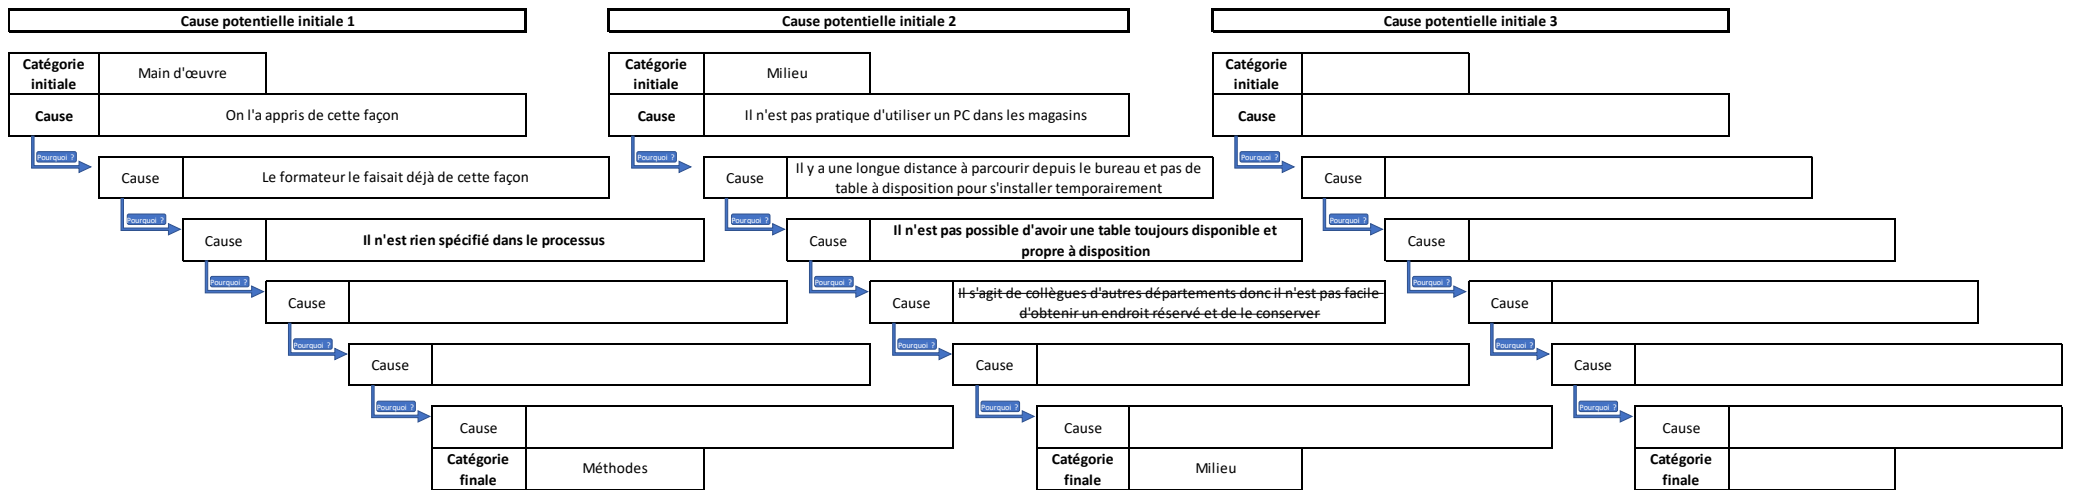 Cause potentielle initiale 1
Cause potentielle initiale 2
Cause potentielle initiale 3
Catégorie
initiale
Main d'œuvre
Catégorie
initiale
Milieu
Catégorie
initiale
Cause
On l'a appris de cette façon
Cause
Il n'est pas pratique d'utiliser un PC dans les magasins
Cause
Pourquoi ?
Pourquoi ?
Pourquoi ?
Cause
Le formateur le faisait déjà de cette façon
Cause
Il y a une longue distance à parcourir depuis le bureau et pas de
table à disposition pour s'installer temporairement
Cause
Pourquoi ?
Pourquoi ?
Pourquoi ?
Cause
Il n'est rien spécifié dans le processus
Cause
Il n'est pas possible d'avoir une table toujours disponible et
propre à disposition
Cause
Pourquoi ?
Pourquoi ?
Pourquoi ?
Cause
Cause
Il s'agit de collègues d'autres départements donc il n'est pas facile
d'obtenir un endroit réservé et de le conserver
Cause
Pourquoi ?
Pourquoi ?
Pourquoi ?
Cause
Cause
Cause
Pourquoi ?
Pourquoi ?
Pourquoi ?
Cause
Cause
Cause
Catégorie
finale
Méthodes
Catégorie
finale
Milieu
Catégorie
finale